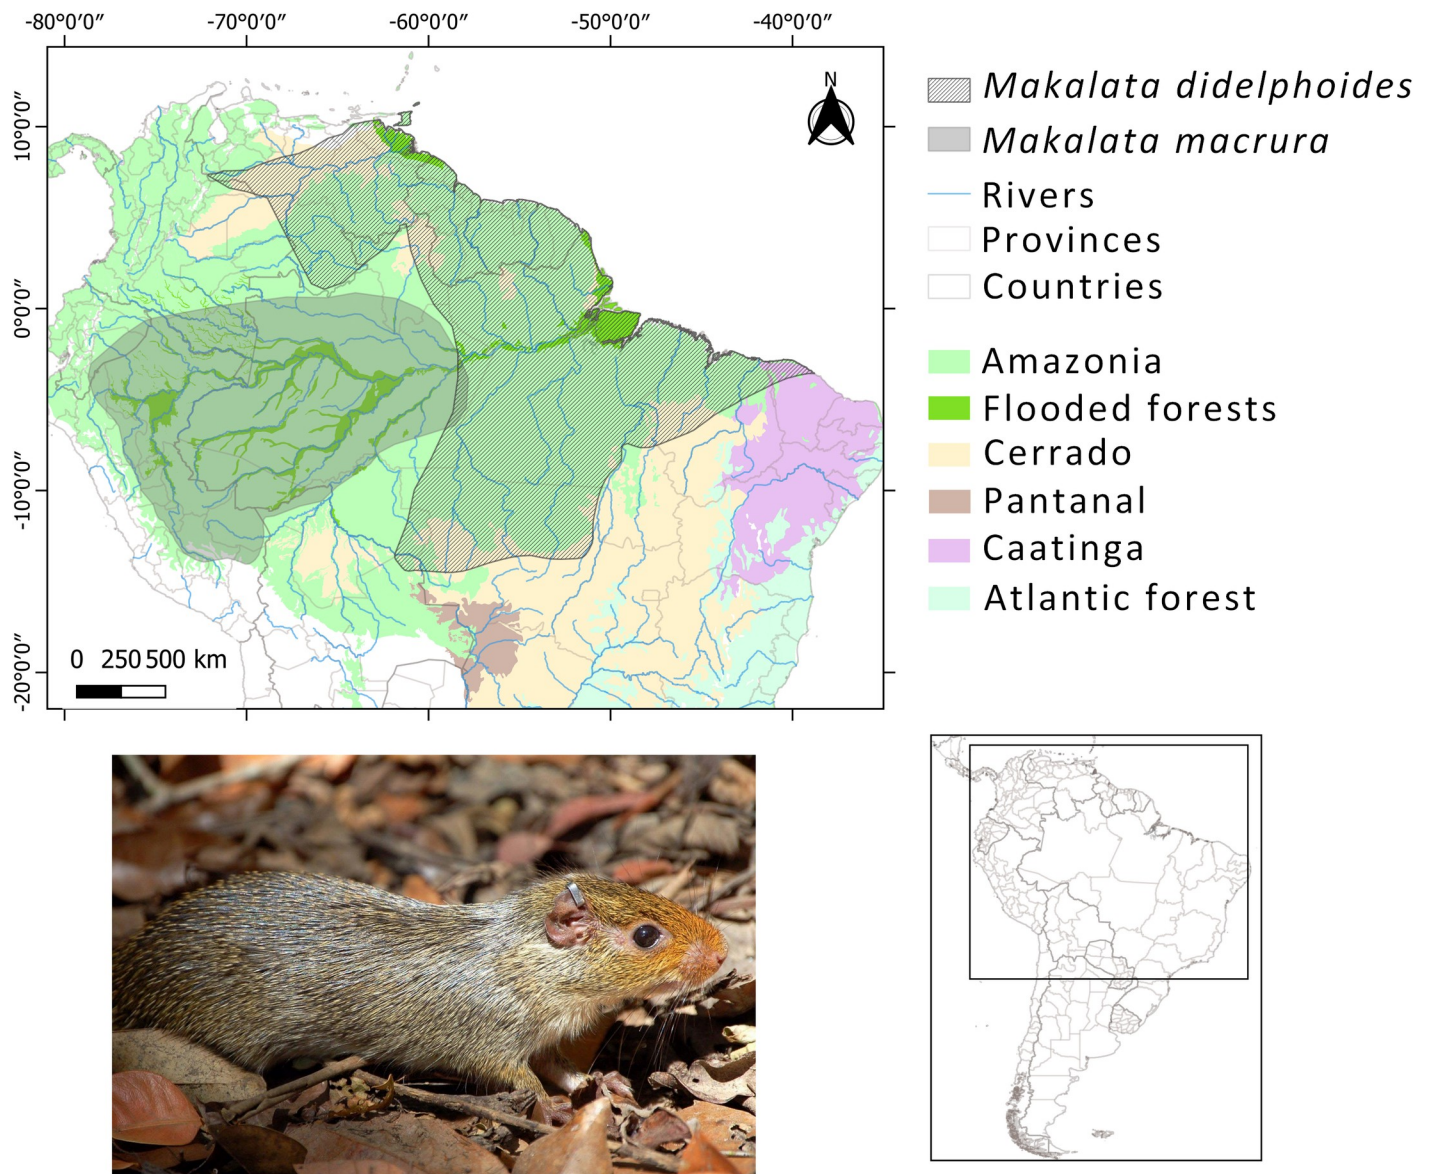 -80°0′0″ -70°0′0″ -60°0′0″ -50°0′0″ -40°0′0″
10°0′0″
0°0′0″
-10°0′0″
-20°0′0″
N
0 250 500 km
Makalata didelphoides
Makalata macrura
Rivers
Provinces
Countries
Amazonia
Flooded forests
Cerrado
Pantanal
Caatinga
Atlantic forest